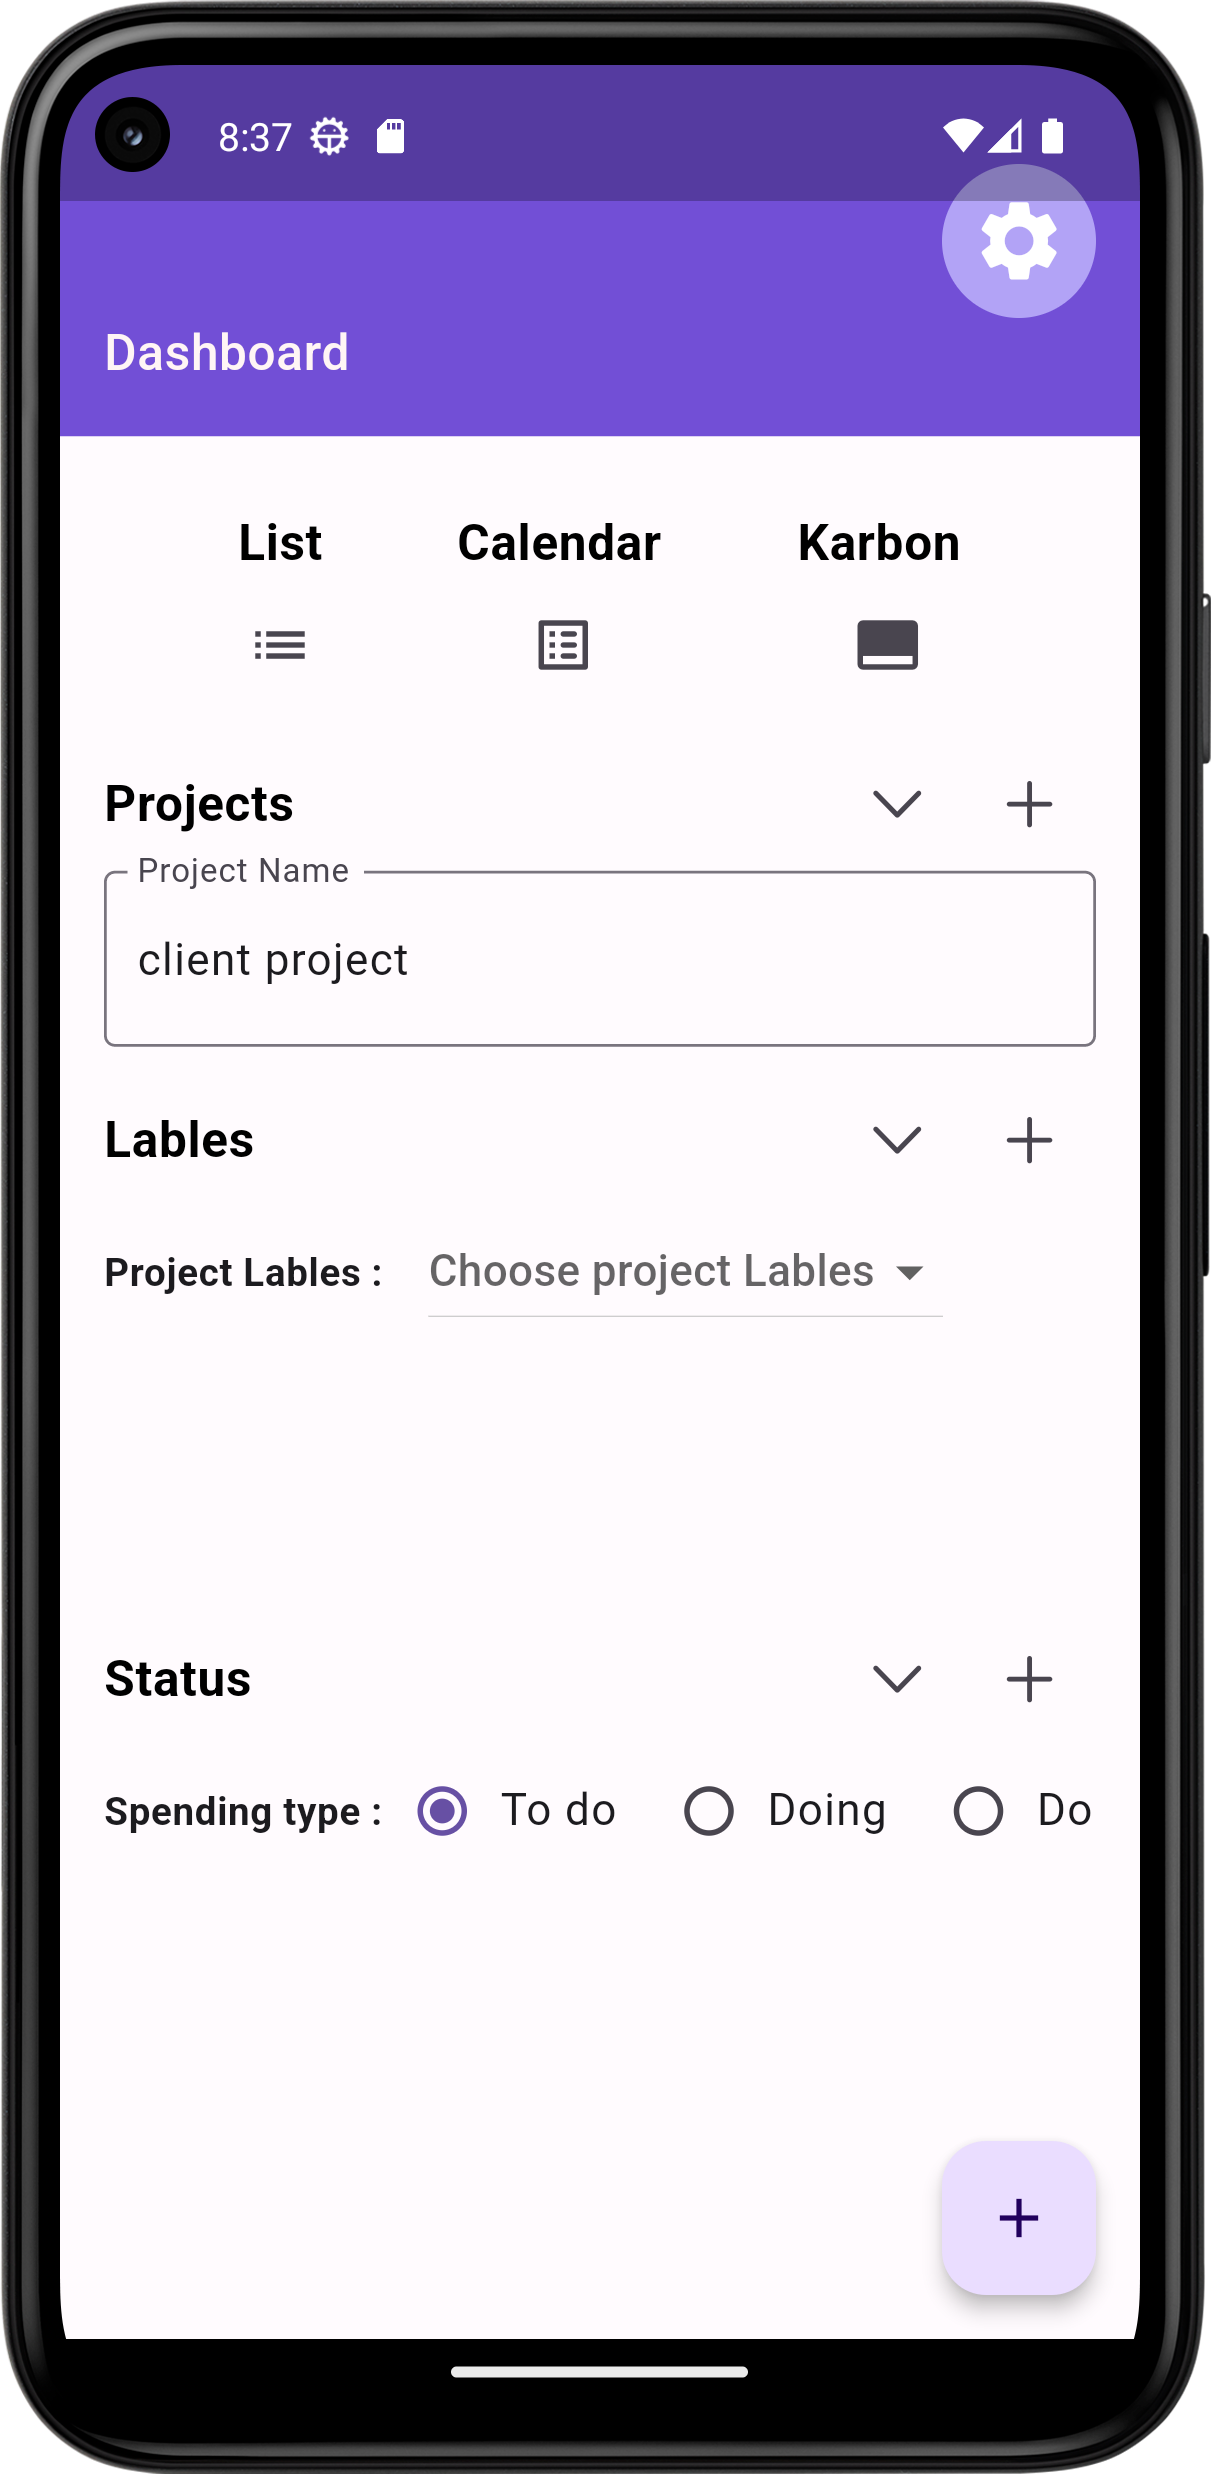 8:37
Dashboard
List Calendar Karbon
Projects
Project Name
client project
Lables
Project Lables : Choose project Lables
Status
Spending type : To do Doing Do